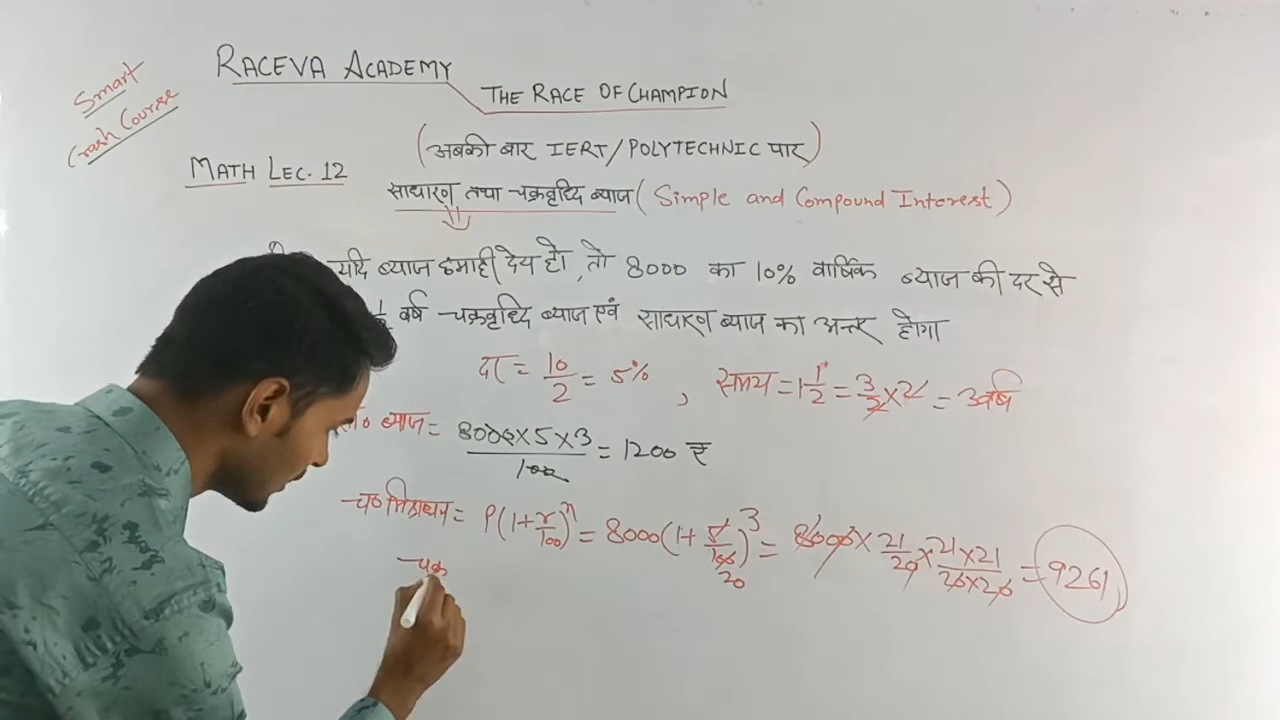 Smart
Crash Course
RACEVA ACADEMY
THE RACE OF CHAMPION
(अबकी बार IERT/POLYTECHNIC पार)
MATH LEC. 12
साधारण तथा चक्रवृध्दि ब्याज (Simple and Compound Interest)
यदि ब्याज छमाही देय हो, तो 8000 का 10% वार्षिक ब्याज की दर से
वर्ष चक्रवृध्दि ब्याज एवं साधारण ब्याज का अन्तर होगा
दर = 10/2 = 5%, समय = 1 1/2 = 3/2 × 2 = 3 वर्ष
सा० ब्याज = 8000×5×3/100 = 1200 ₹
च० मिश्रधन = P(1+r/100)^n = 8000(1+5/100)^3 = 8000 × 21/20 × 21×21/20×20 = 9261
20
चक्र